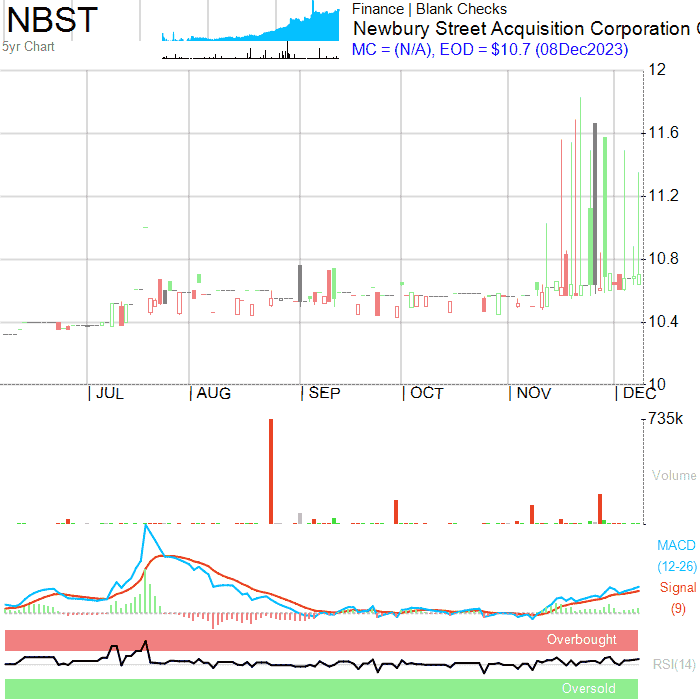 NBST
5yr Chart
Finance | Blank Checks
Newbury Street Acquisition Corporation
MC = (N/A), EOD = $10.7 (08Dec2023)
12
11.6
11.2
10.8
10.4
10
JUL AUG SEP OCT NOV DEC
735k
Volume
MACD
(12-26)
Signal
(9)
Overbought
RSI(14)
Oversold